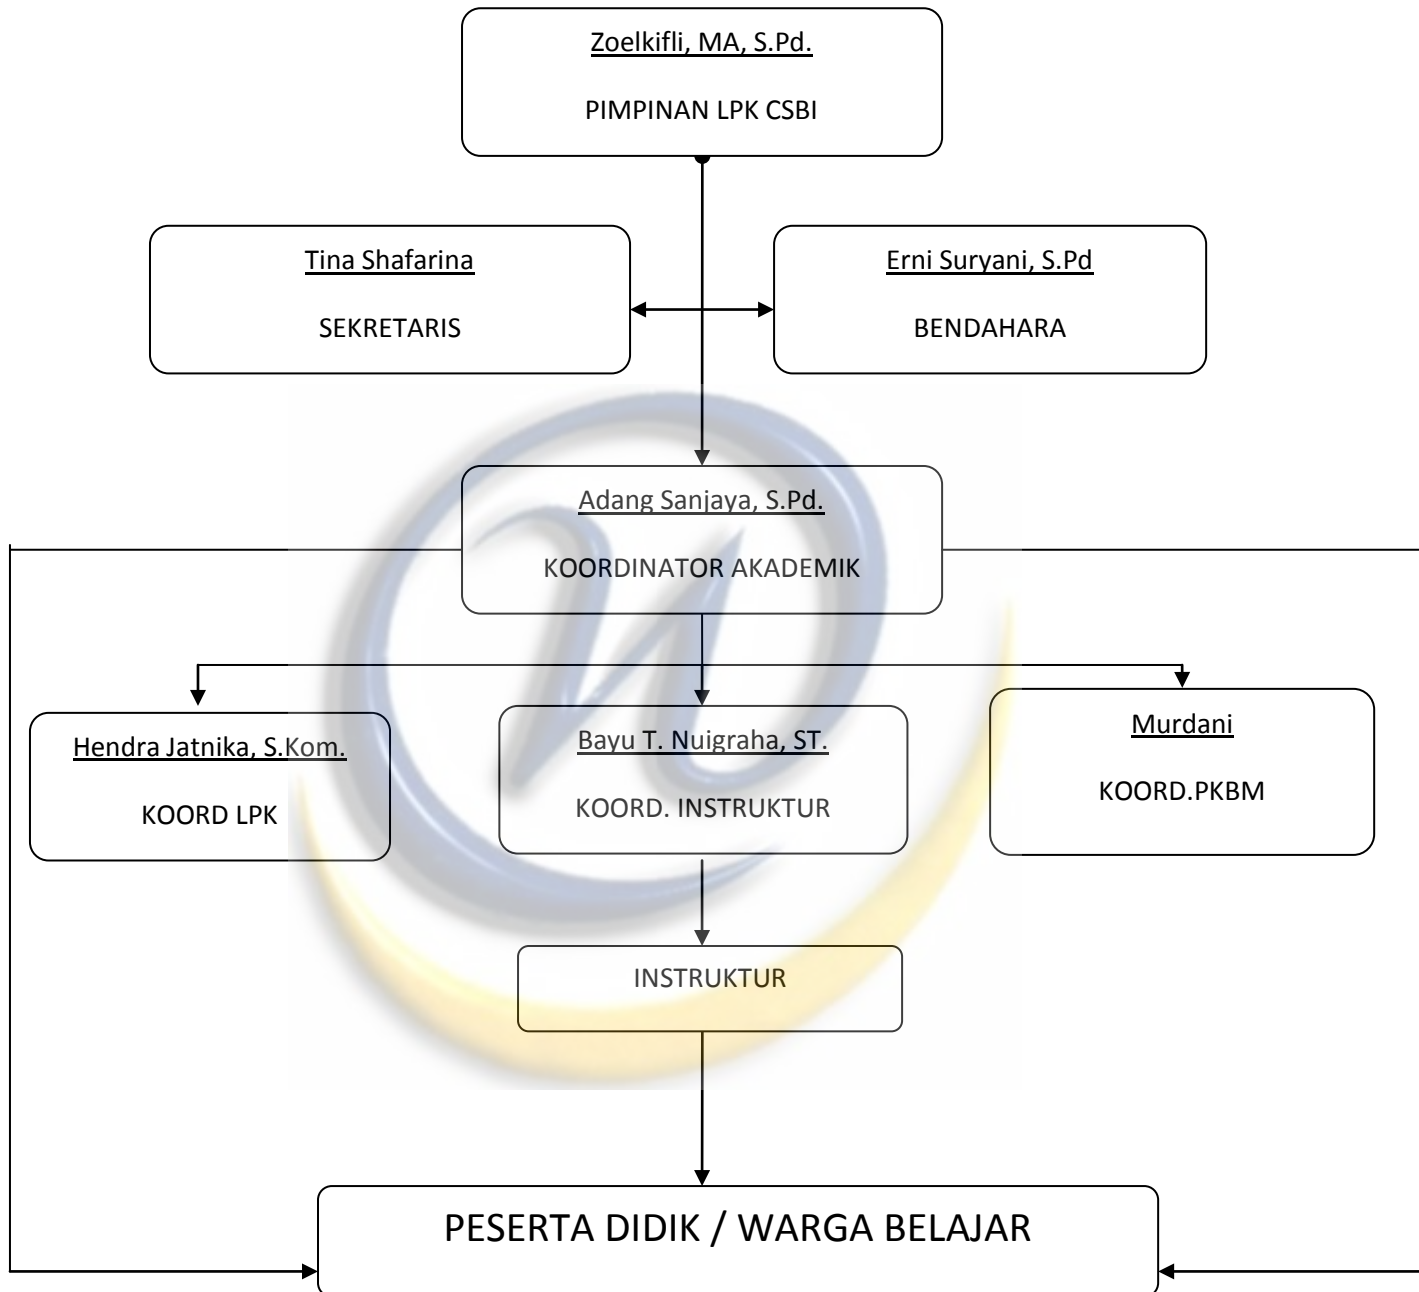 Zoelkifli, MA, S.Pd.
PIMPINAN LPK CSBI
Tina Shafarina
SEKRETARIS
Erni Suryani, S.Pd
BENDAHARA
Adang Sanjaya, S.Pd.
KOORDINATOR AKADEMIK
Hendra Jatnika, S.Kom.
KOORD LPK
Bayu T. Nuigraha, ST.
KOORD. INSTRUKTUR
Murdani
KOORD.PKBM
INSTRUKTUR
PESERTA DIDIK / WARGA BELAJAR